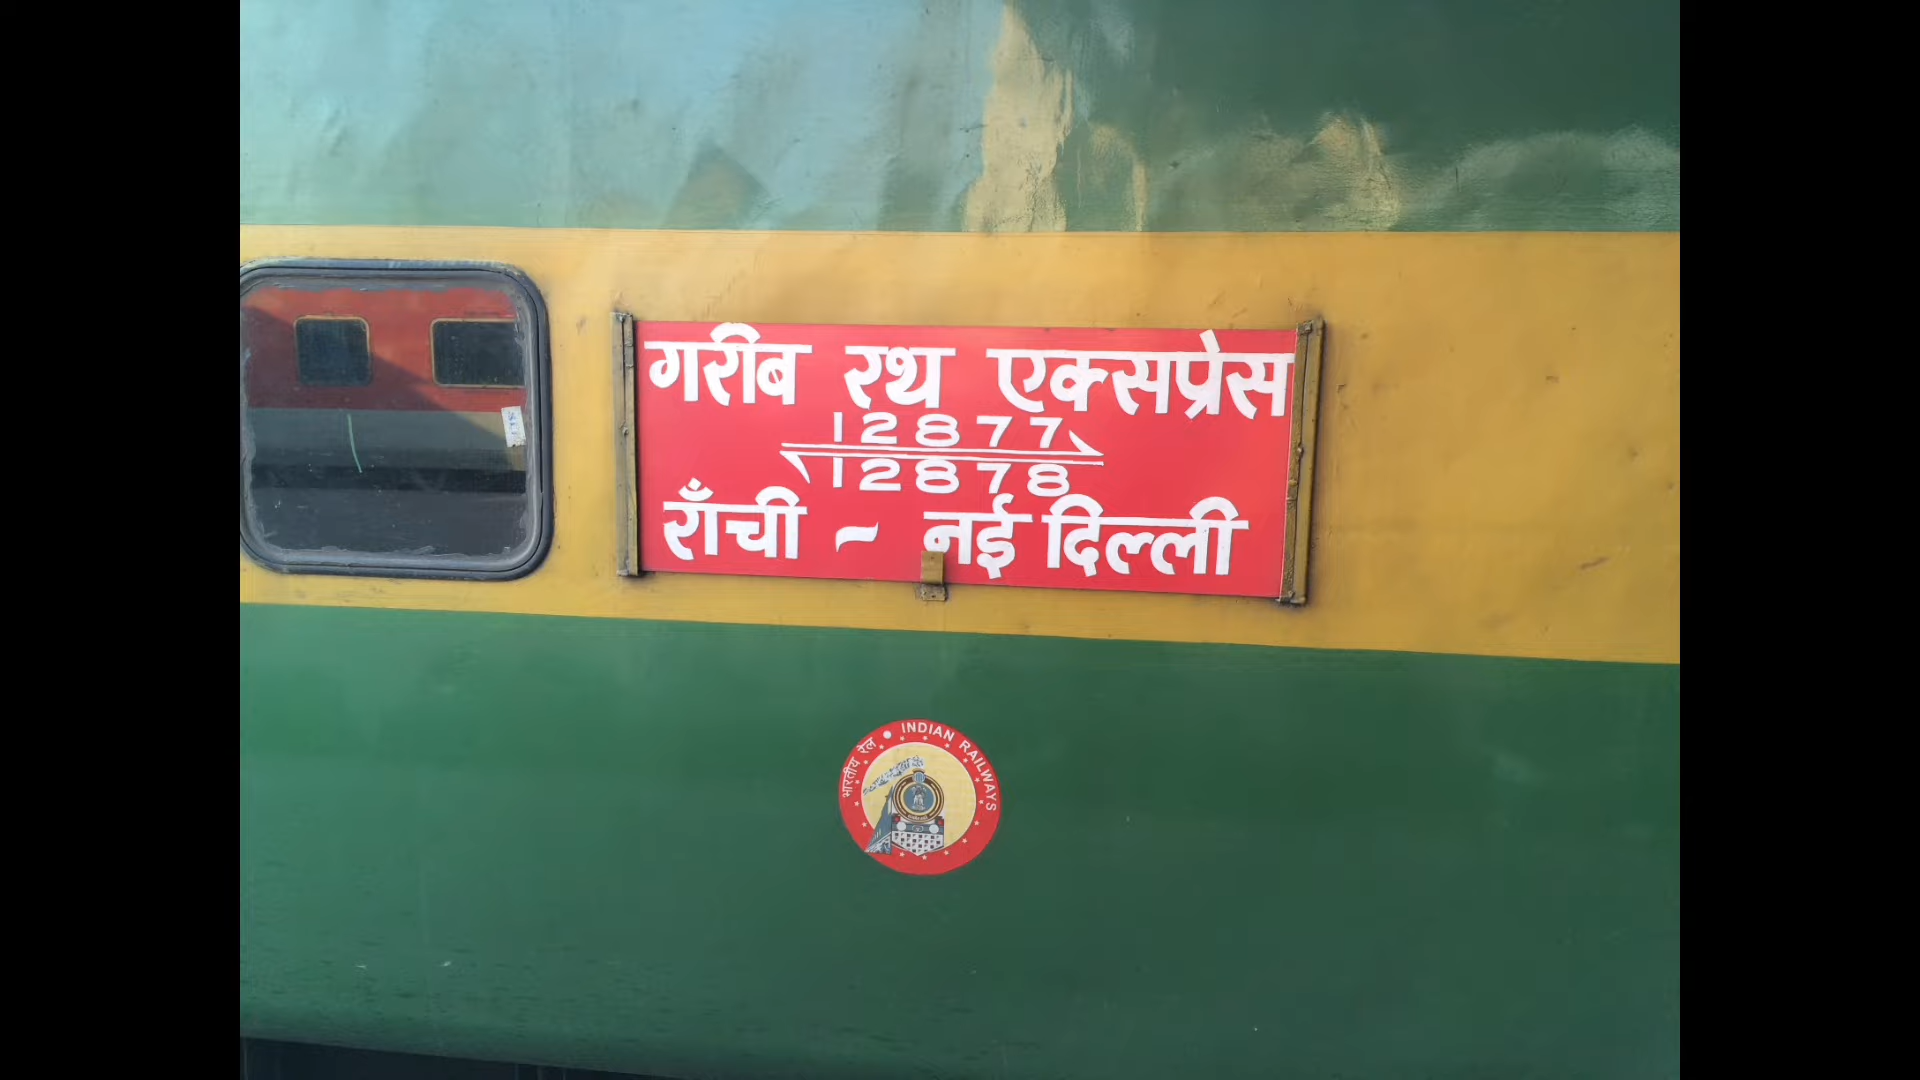 गरीब रथ एक्सप्रेस
12877
12878
राँची ~ नई दिल्ली
भारतीय रेल • INDIAN RAILWAYS